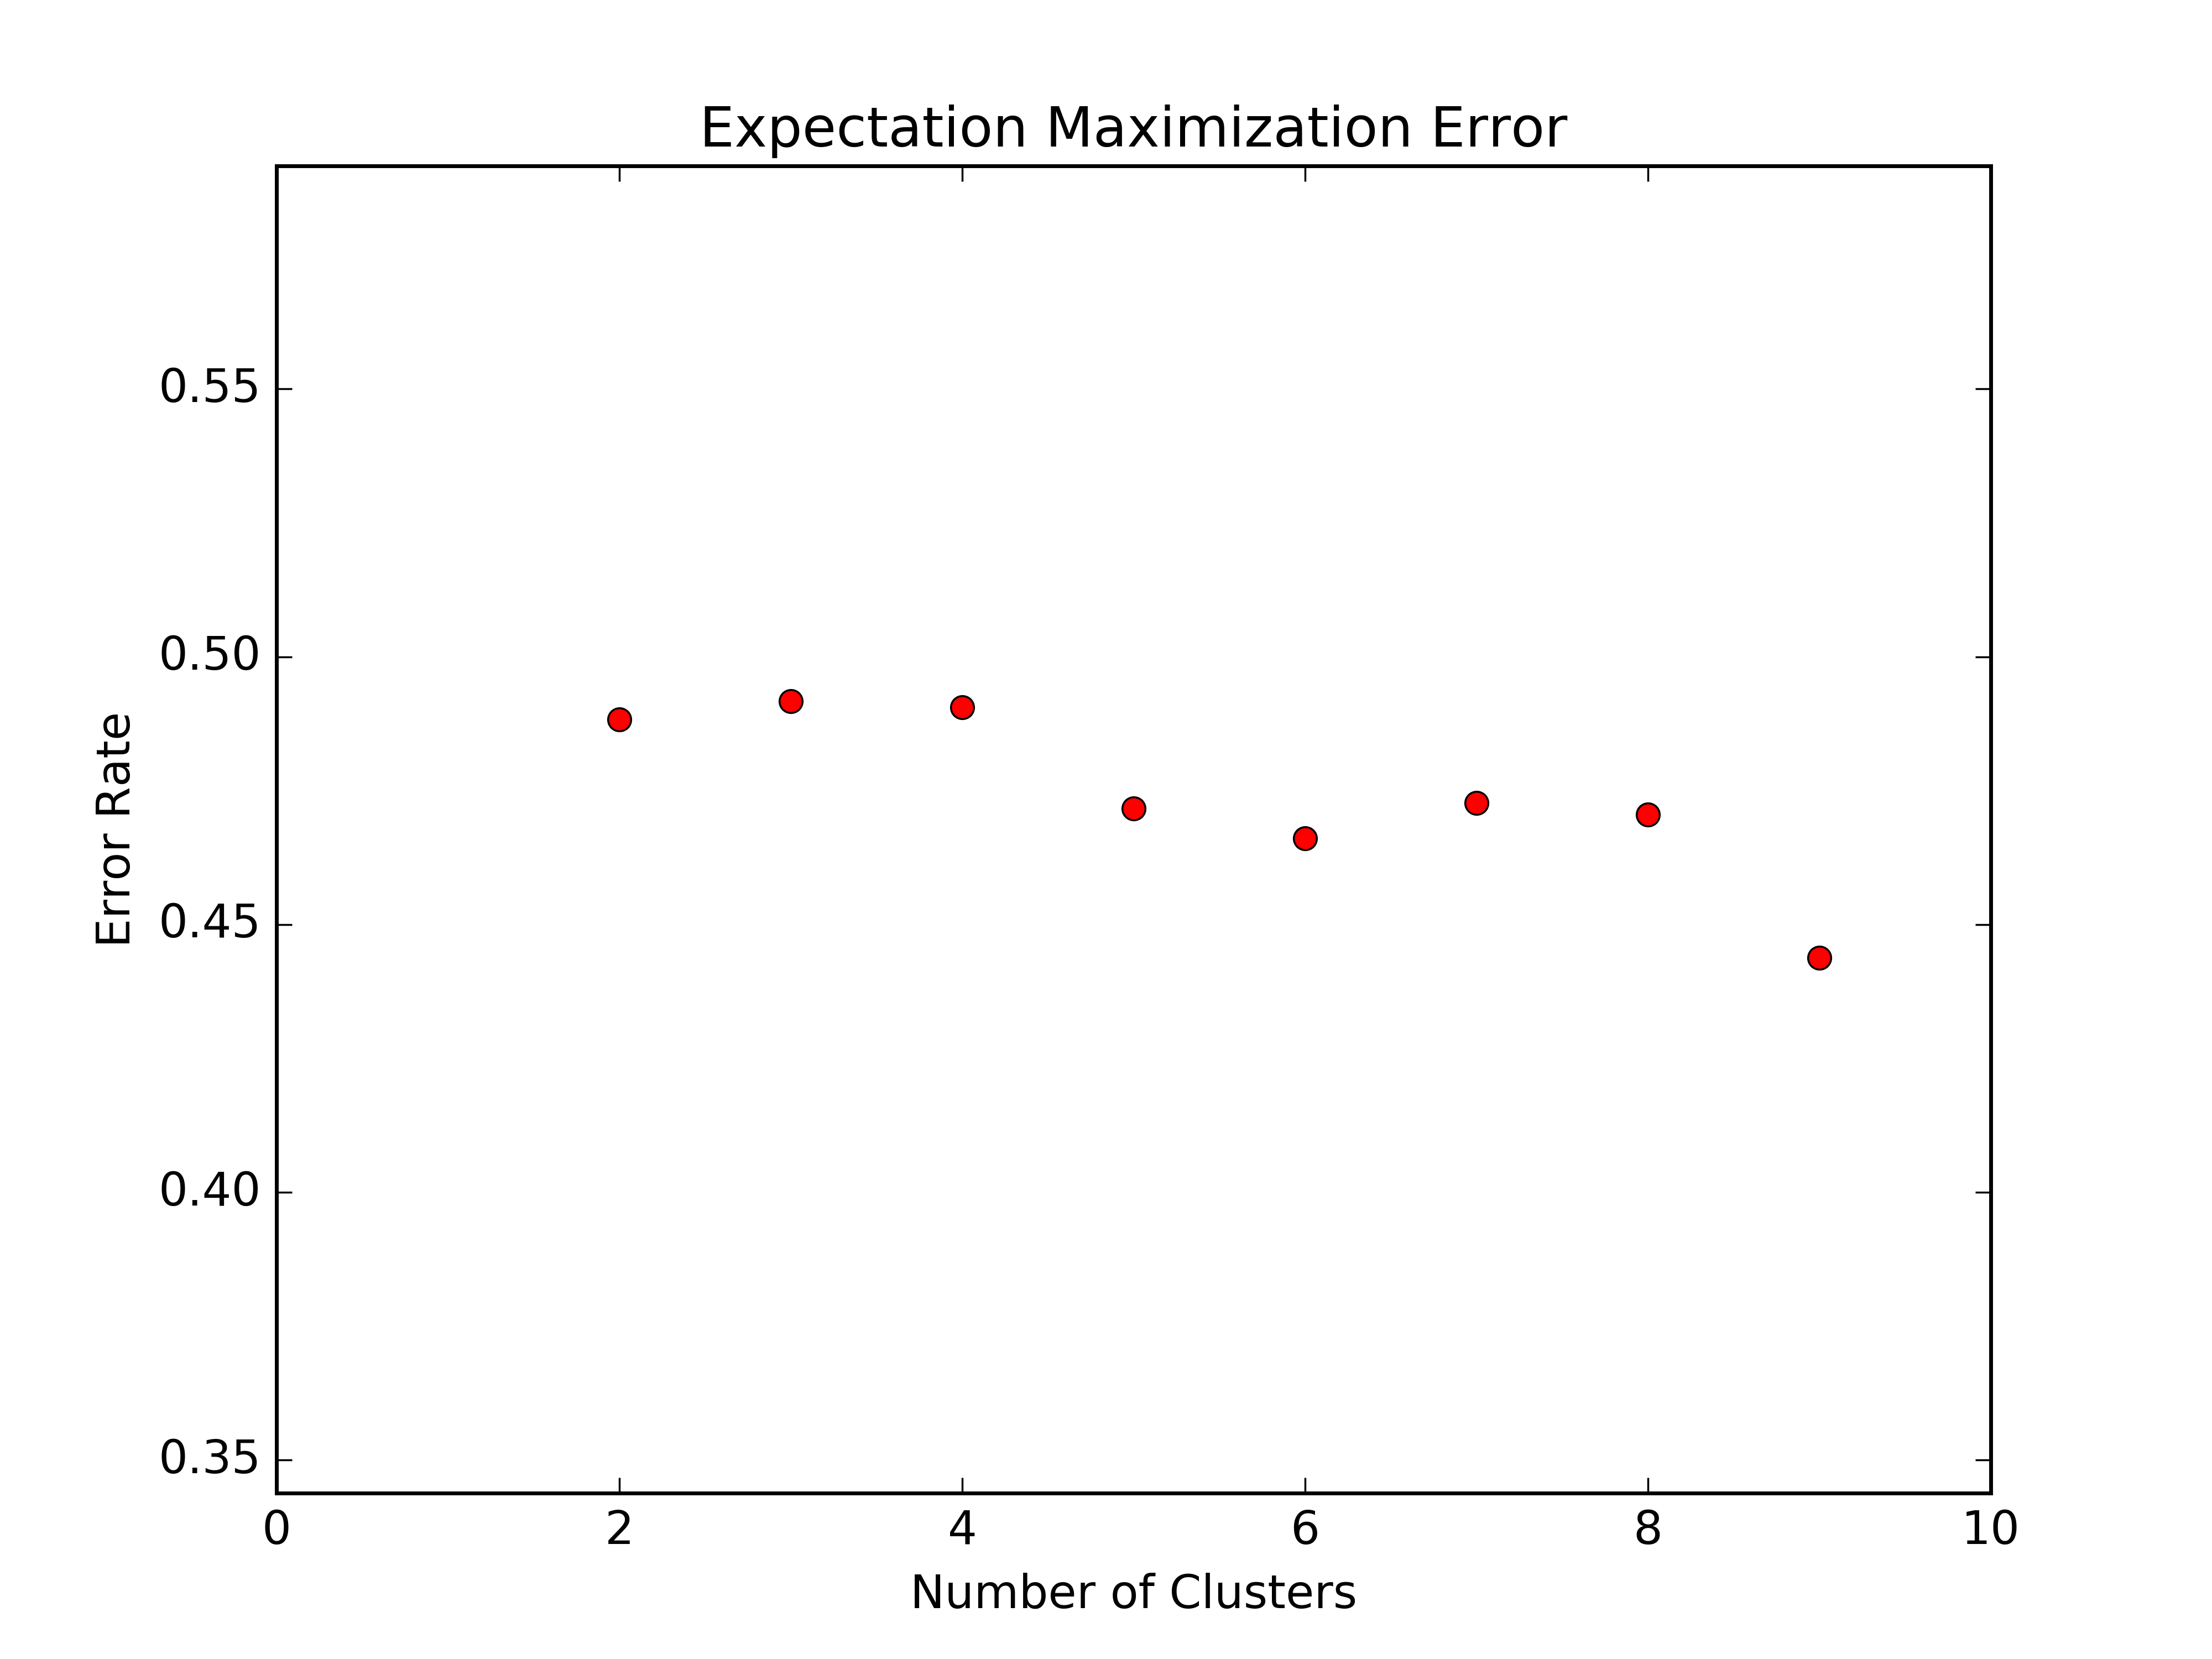 Expectation Maximization Error
0.55
0.50
0.45
0.40
0.35
Error Rate
0 2 4 6 8 10
Number of Clusters